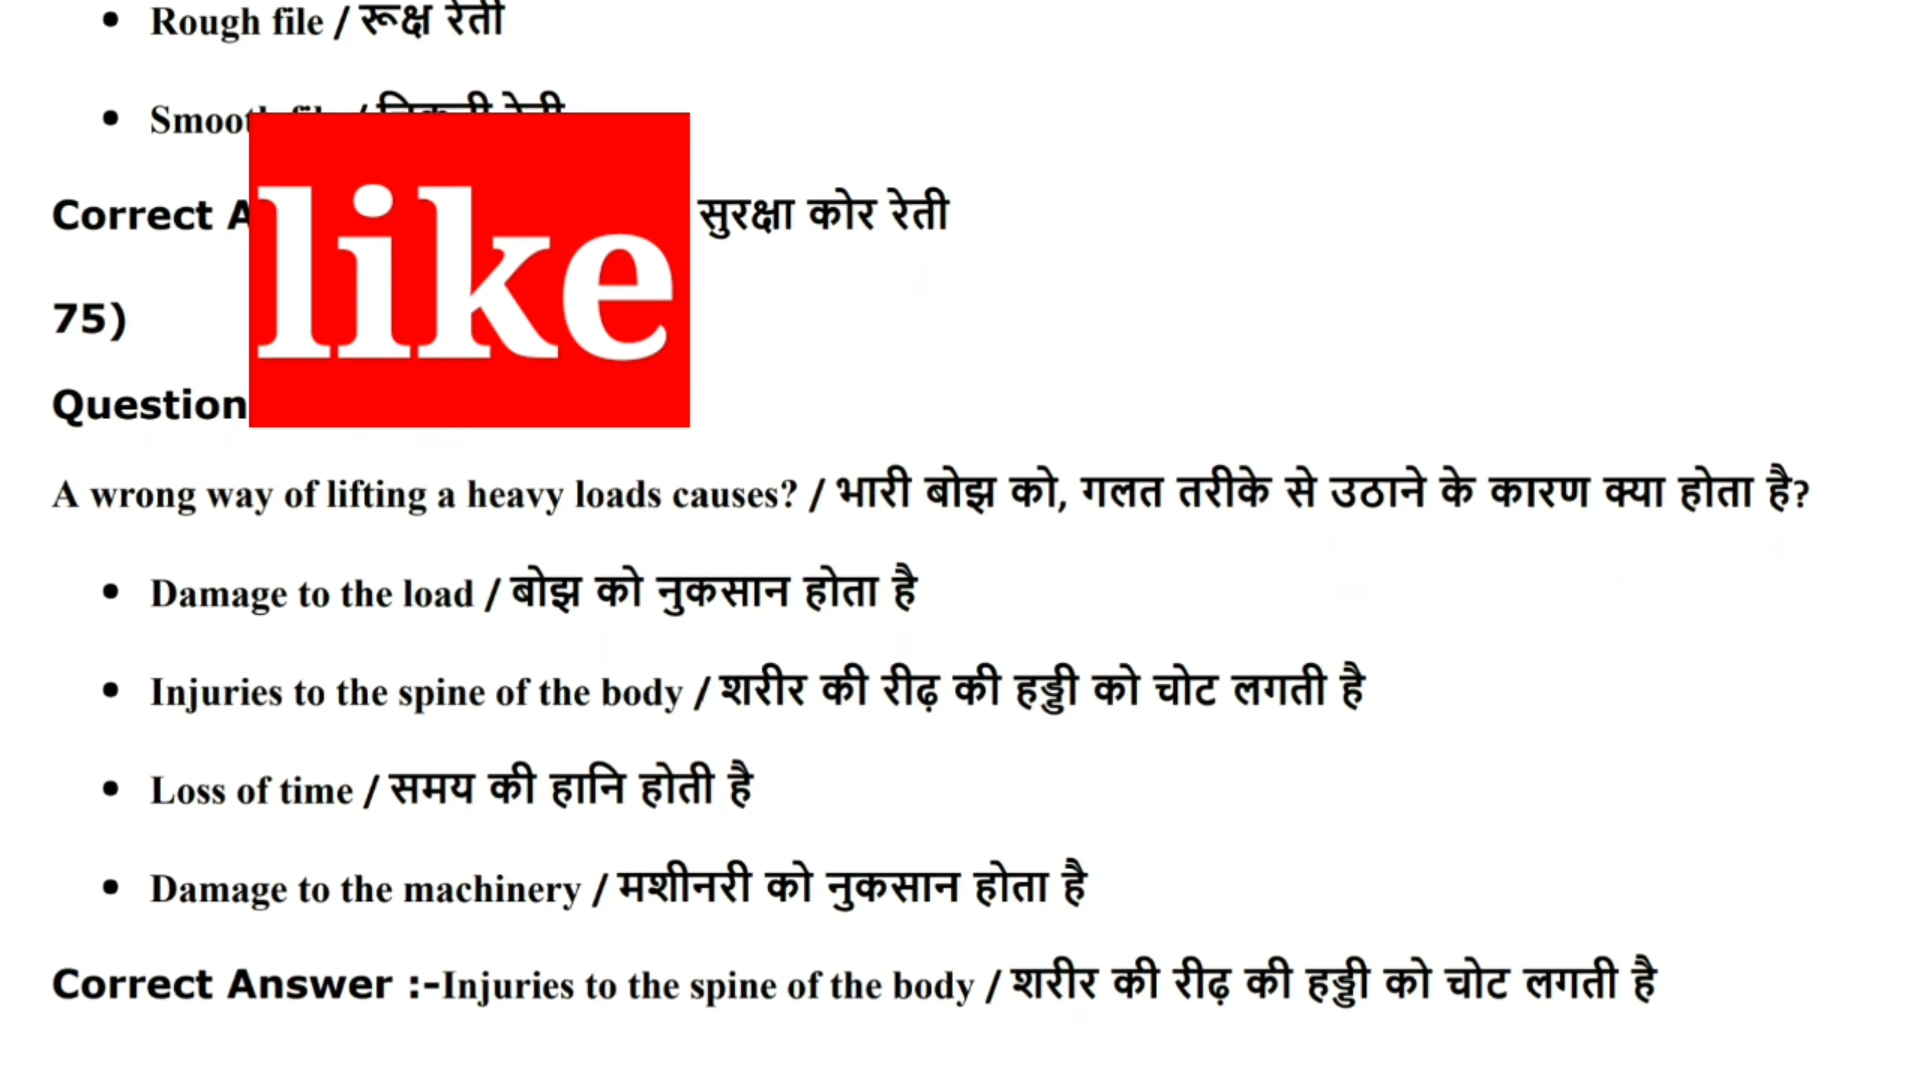 • Rough file / रूक्ष रेती
• / रेती
Correct सुरक्षा कोर रेती
like
75)
Question
A wrong way of lifting a heavy loads causes? / भारी बोझ को, गलत तरीके से उठाने के कारण क्या होता है?
• Damage to the load / बोझ को नुकसान होता है
• Injuries to the spine of the body / शरीर की रीढ़ की हड्डी को चोट लगती है
• Loss of time / समय की हानि होती है
• Damage to the machinery / मशीनरी को नुकसान होता है
Correct Answer :-Injuries to the spine of the body / शरीर की रीढ़ की हड्डी को चोट लगती है